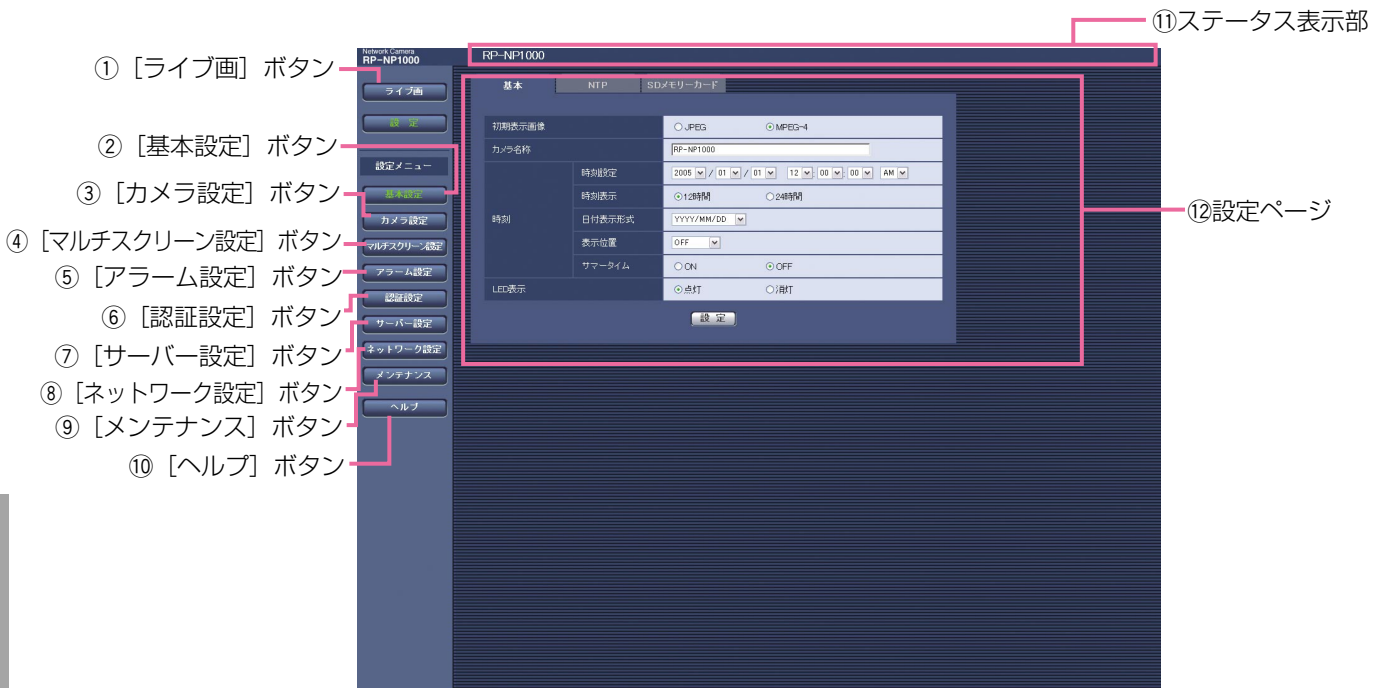 ⑪ステータス表示部
① [ライブ画] ボタン
② [基本設定] ボタン
③ [カメラ設定] ボタン
④ [マルチスクリーン設定] ボタン
⑤ [アラーム設定] ボタン
⑥ [認証設定] ボタン
⑦ [サーバー設定] ボタン
⑧ [ネットワーク設定] ボタン
⑨ [メンテナンス] ボタン
⑩ [ヘルプ] ボタン
Network Camera
RP-NP1000
ライブ画
設 定
設定メニュー
基本設定
カメラ設定
マルチスクリーン設定
アラーム設定
認証設定
サーバー設定
ネットワーク設定
メンテナンス
ヘルプ
RP-NP1000
基本 NTP SDメモリーカード
初期表示画像 JPEG MPEG-4
カメラ名称 RP-NP1000
時刻
時刻設定 2005 / 01 / 01 12 : 00 : 00 AM
時刻表示 12時間 24時間
日付表示形式 YYYY/MM/DD
表示位置 OFF
サマータイム ON OFF
LED表示 点灯 消灯
設 定
⑫設定ページ